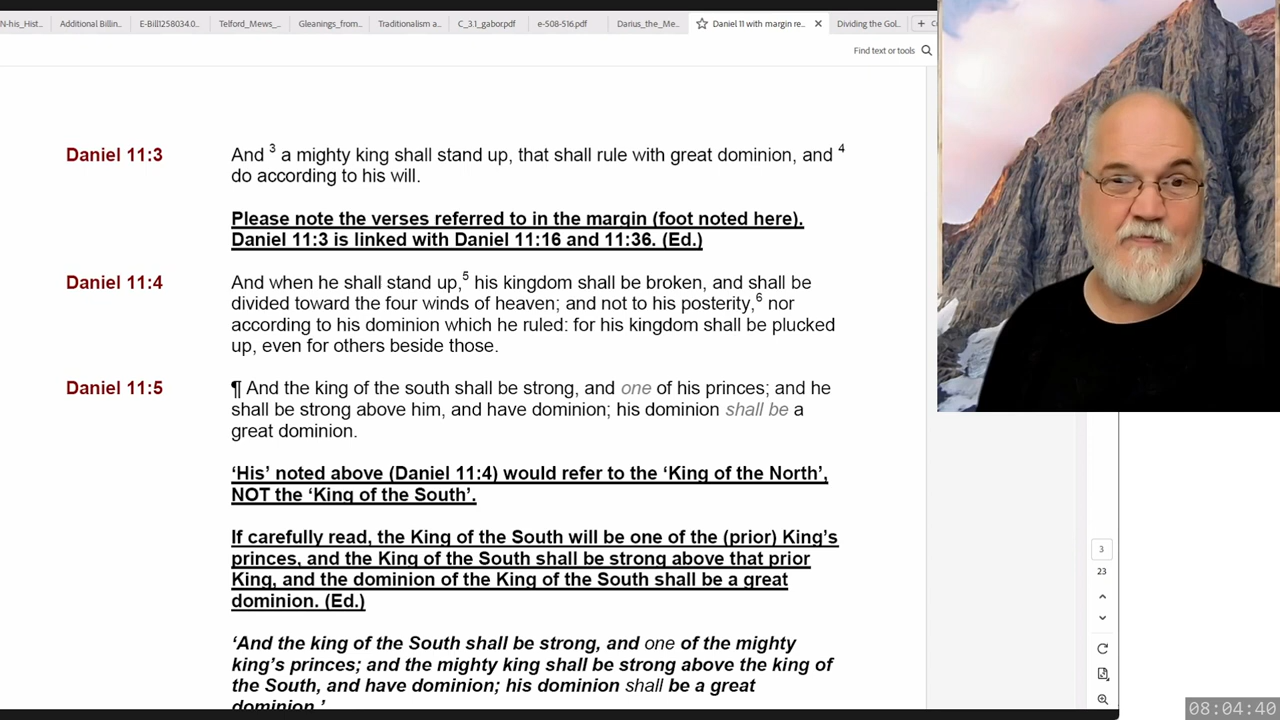 N-his_Hist...
Additional Billin...
E-Bill1258034.0...
Telford_Mews_...
Gleanings_from...
Traditionalism a...
C_3.1_gabor.pdf
e-508-516.pdf
Darius_the_Me...
Daniel 11 with margin re...
Dividing the Gol...
Find text or tools
Daniel 11:3
And 3 a mighty king shall stand up, that shall rule with great dominion, and 4
do according to his will.
Please note the verses referred to in the margin (foot noted here).
Daniel 11:3 is linked with Daniel 11:16 and 11:36. (Ed.)
Daniel 11:4
And when he shall stand up,5 his kingdom shall be broken, and shall be
divided toward the four winds of heaven; and not to his posterity,6 nor
according to his dominion which he ruled: for his kingdom shall be plucked
up, even for others beside those.
Daniel 11:5
¶ And the king of the south shall be strong, and one of his princes; and he
shall be strong above him, and have dominion; his dominion shall be a
great dominion.
‘His’ noted above (Daniel 11:4) would refer to the ‘King of the North’,
NOT the ‘King of the South’.
If carefully read, the King of the South will be one of the (prior) King’s
princes, and the King of the South shall be strong above that prior
King, and the dominion of the King of the South shall be a great
dominion. (Ed.)
‘And the king of the South shall be strong, and one of the mighty
king’s princes; and the mighty king shall be strong above the king of
the South, and have dominion; his dominion shall be a great
dominion.’
3
23
08:04:40